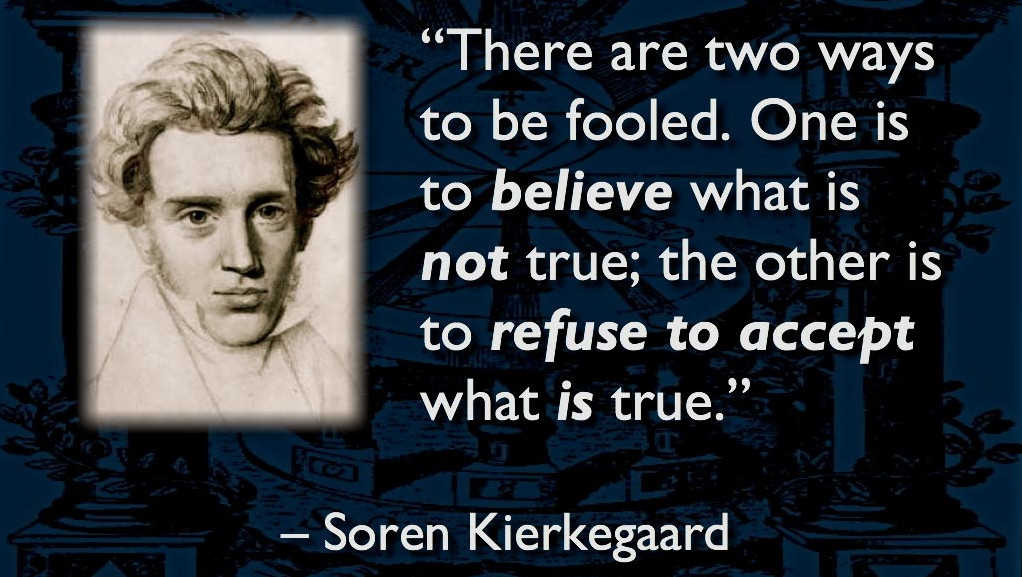 “There are two ways
to be fooled. One is
to believe what is
not true; the other is
to refuse to accept
what is true.”
– Soren Kierkegaard